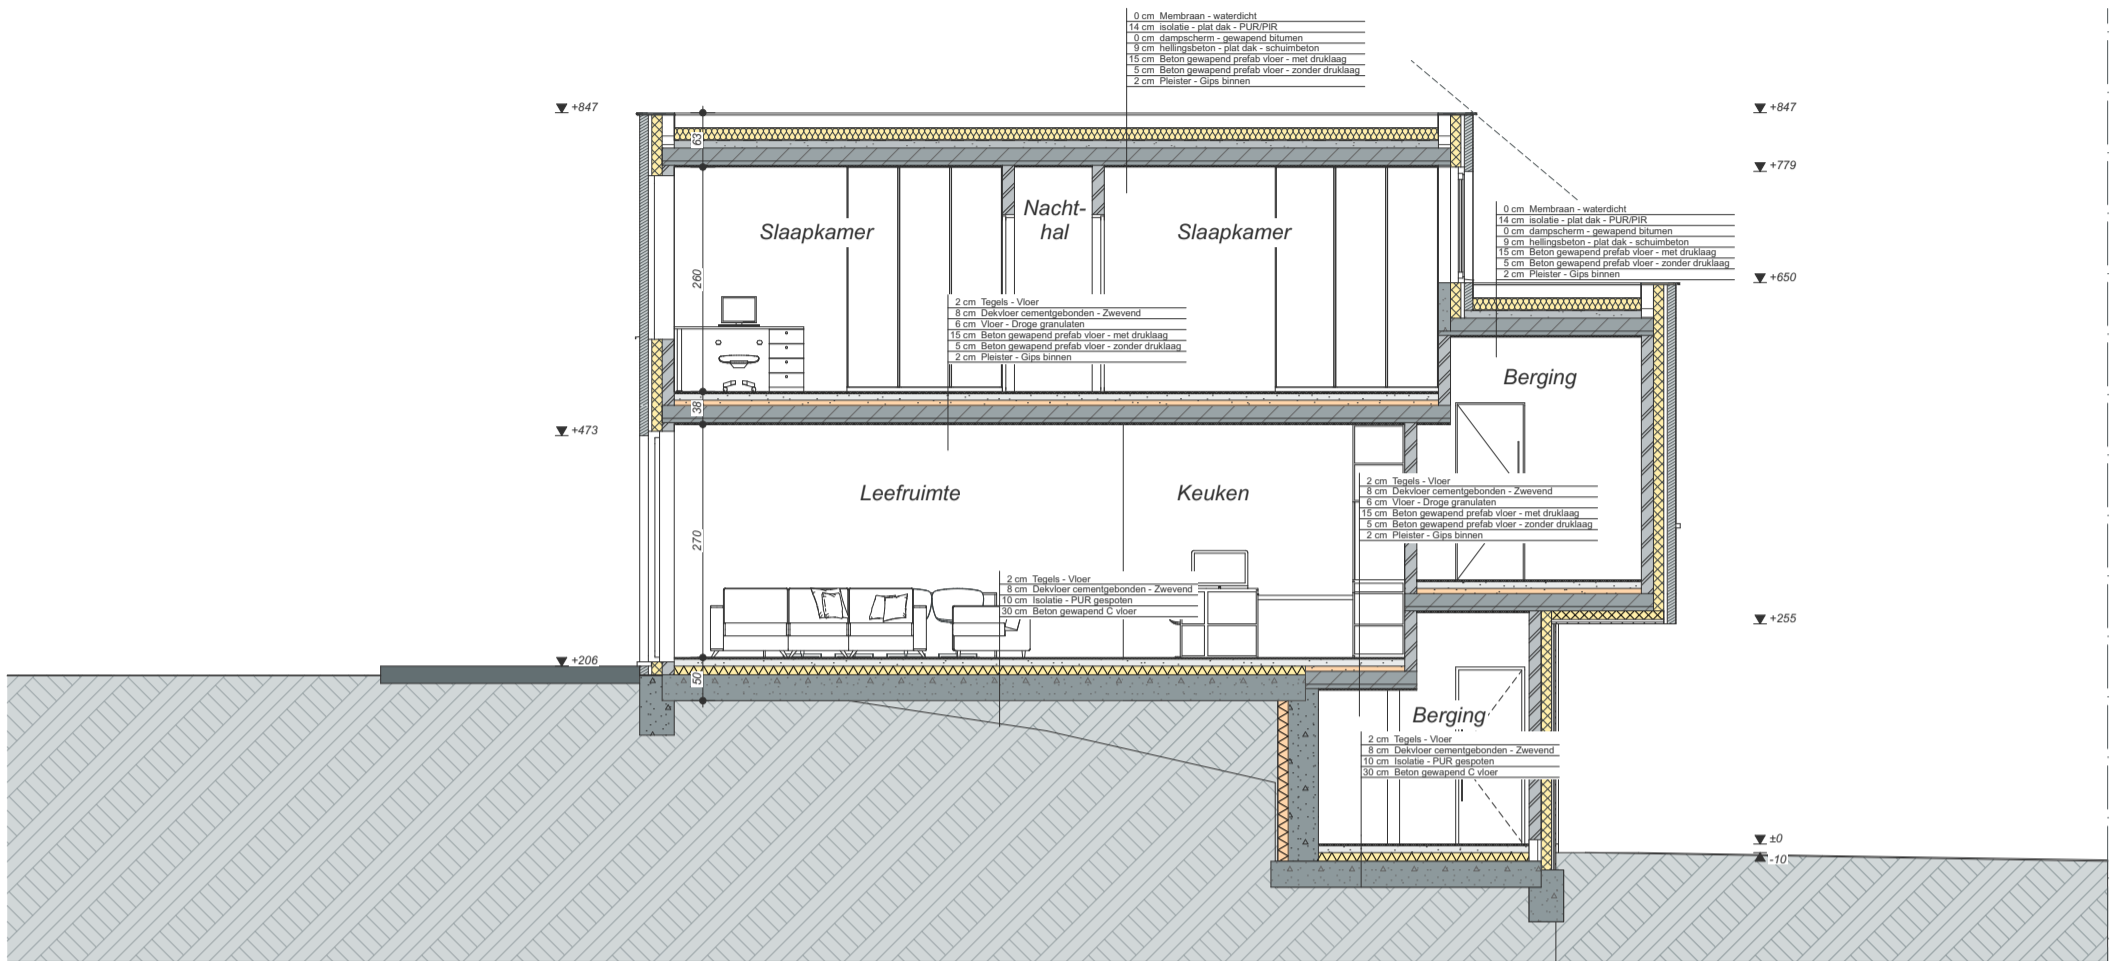 0 cm Membraan - waterdicht
14 cm isolatie - plat dak - PUR/PIR
0 cm dampscherm - gewapend bitumen
9 cm hellingsbeton - plat dak - schuimbeton
15 cm Beton gewapend prefab vloer - met druklaag
5 cm Beton gewapend prefab vloer - zonder druklaag
2 cm Pleister - Gips binnen
+847
+847
63
+779
Slaapkamer
Nacht-
hal
Slaapkamer
0 cm Membraan - waterdicht
14 cm isolatie - plat dak - PUR/PIR
0 cm dampscherm - gewapend bitumen
9 cm hellingsbeton - plat dak - schuimbeton
15 cm Beton gewapend prefab vloer - met druklaag
5 cm Beton gewapend prefab vloer - zonder druklaag
2 cm Pleister - Gips binnen
260
+650
2 cm Tegels - Vloer
8 cm Dekvloer cementgebonden - Zwevend
6 cm Vloer - Droge granulaten
15 cm Beton gewapend prefab vloer - met druklaag
5 cm Beton gewapend prefab vloer - zonder druklaag
2 cm Pleister - Gips binnen
Berging
38
+473
Leefruimte
Keuken
2 cm Tegels - Vloer
8 cm Dekvloer cementgebonden - Zwevend
6 cm Vloer - Droge granulaten
15 cm Beton gewapend prefab vloer - met druklaag
5 cm Beton gewapend prefab vloer - zonder druklaag
2 cm Pleister - Gips binnen
270
2 cm Tegels - Vloer
8 cm Dekvloer cementgebonden - Zwevend
10 cm Isolatie - PUR gespoten
30 cm Beton gewapend C vloer
+255
+206
50
Berging
2 cm Tegels - Vloer
8 cm Dekvloer cementgebonden - Zwevend
10 cm Isolatie - PUR gespoten
30 cm Beton gewapend C vloer
±0
-10